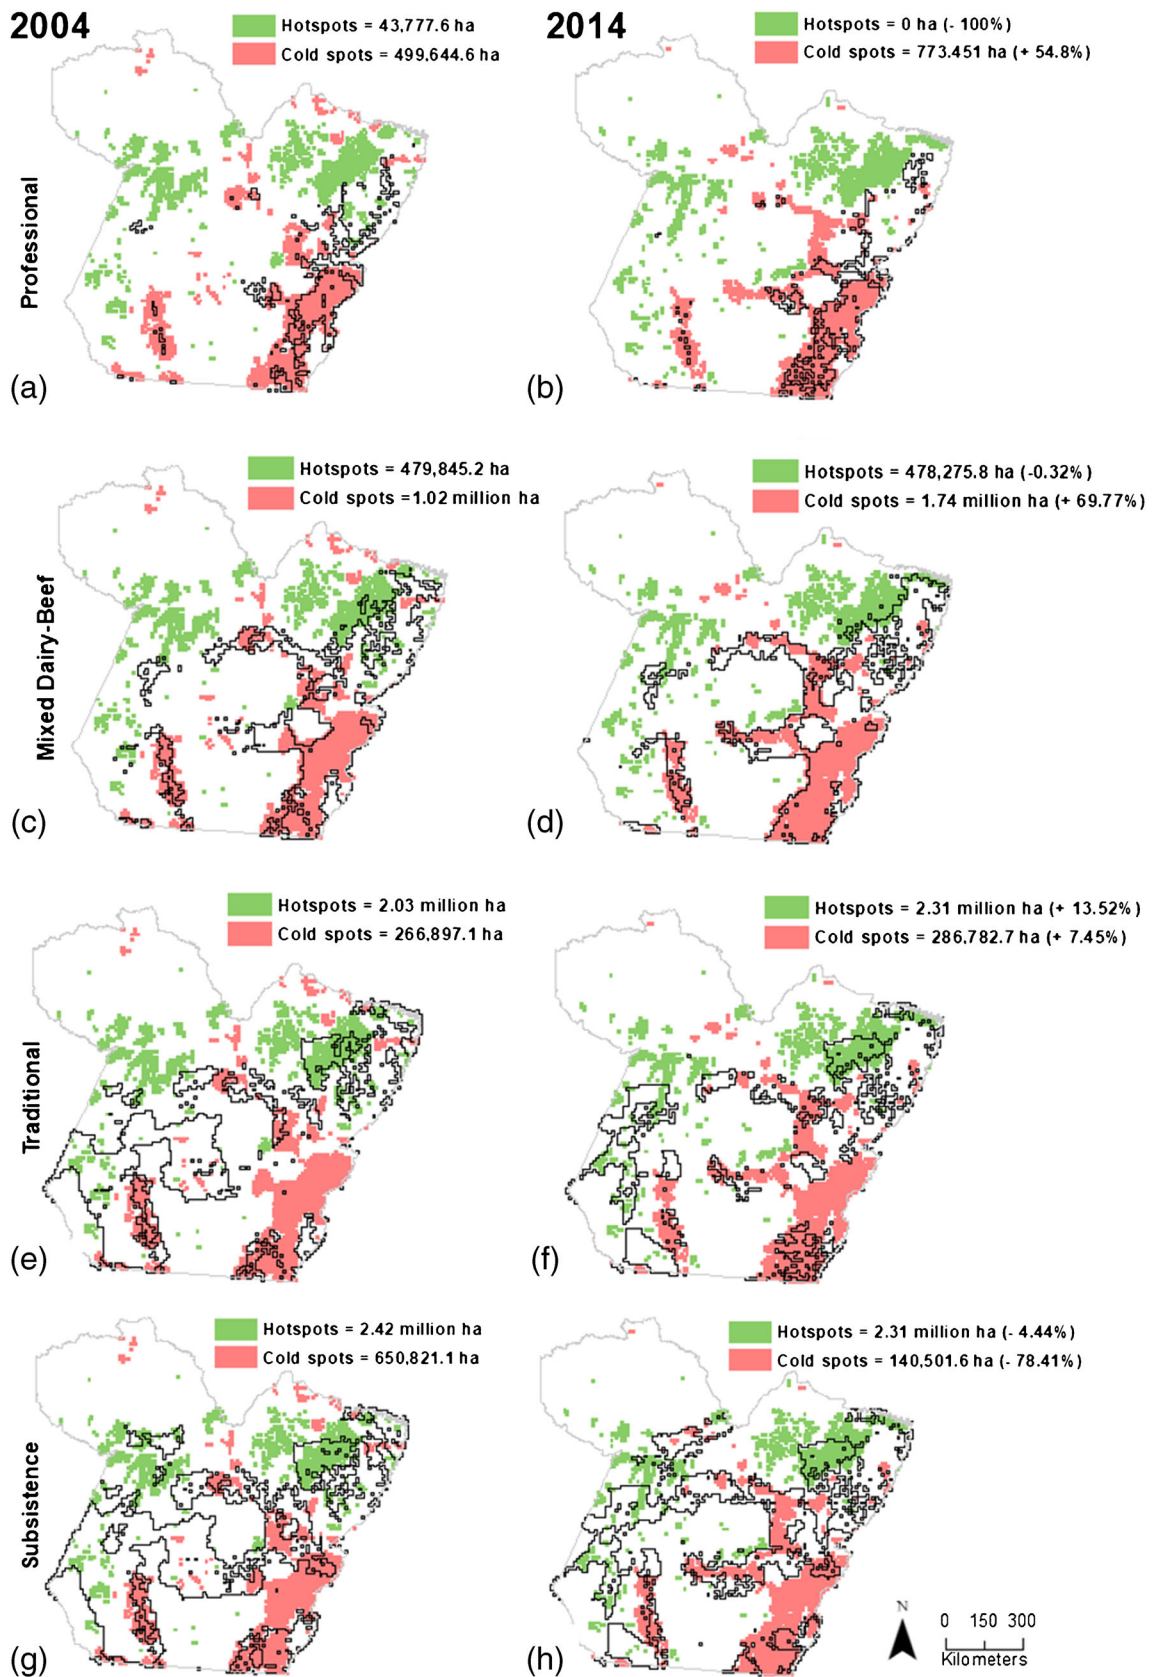 2004
Hotspots = 43,777.6 ha
Cold spots = 499,644.6 ha
2014
Hotspots = 0 ha (- 100%)
Cold spots = 773.451 ha (+ 54.8%)
Professional
(a)
(b)
Hotspots = 479,845.2 ha
Cold spots =1.02 million ha
Hotspots = 478,275.8 ha (-0.32%)
Cold spots = 1.74 million ha (+ 69.77%)
Mixed Dairy-Beef
(c)
(d)
Hotspots = 2.03 million ha
Cold spots = 266,897.1 ha
Hotspots = 2.31 million ha (+ 13.52%)
Cold spots = 286,782.7 ha (+ 7.45%)
Traditional
(e)
(f)
Hotspots = 2.42 million ha
Cold spots = 650,821.1 ha
Hotspots = 2.31 million ha (- 4.44%)
Cold spots = 140,501.6 ha (- 78.41%)
Subsistence
(g)
(h)
N
0 150 300
Kilometers